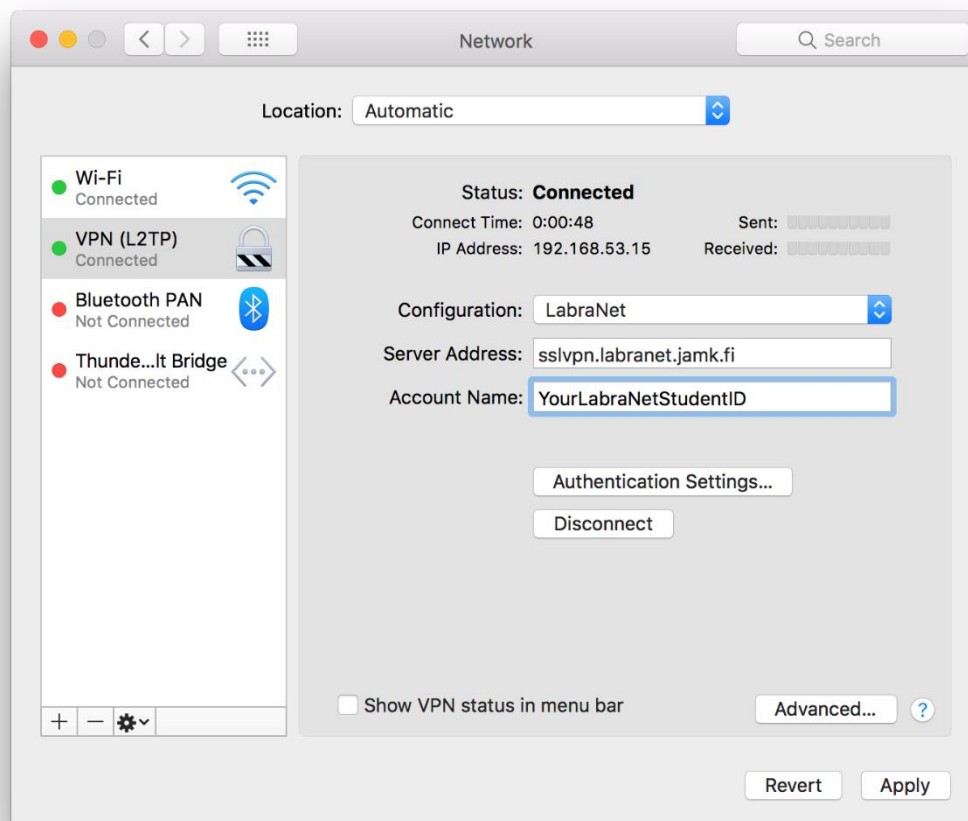 Network
Search
Location: Automatic
Wi-Fi
Connected
VPN (L2TP)
Connected
Bluetooth PAN
Not Connected
Thunde...lt Bridge
Not Connected
Status: Connected
Connect Time: 0:00:48 Sent:
IP Address: 192.168.53.15 Received:
Configuration: LabraNet
Server Address: sslvpn.labranet.jamk.fi
Account Name: YourLabraNetStudentID
Authentication Settings...
Disconnect
Show VPN status in menu bar
Advanced... ?
Revert Apply